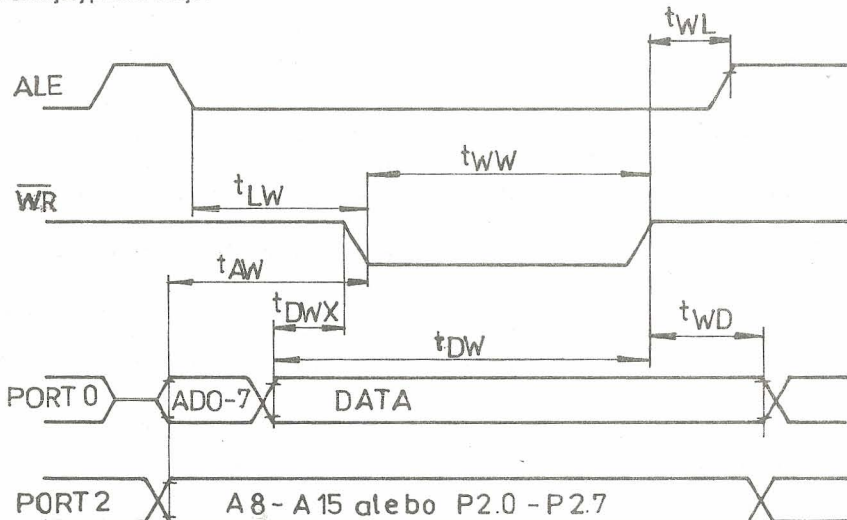 tWL
ALE
tWW
tLW
WR
tAW
tDWX
tWD
tDW
PORT 0 AD0-7 DATA
PORT 2 A8-A15 alebo P2.0-P2.7